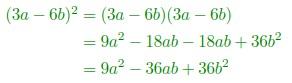 (3a − 6b)² = (3a − 6b)(3a − 6b)
= 9a² − 18ab − 18ab + 36b²
= 9a² − 36ab + 36b²